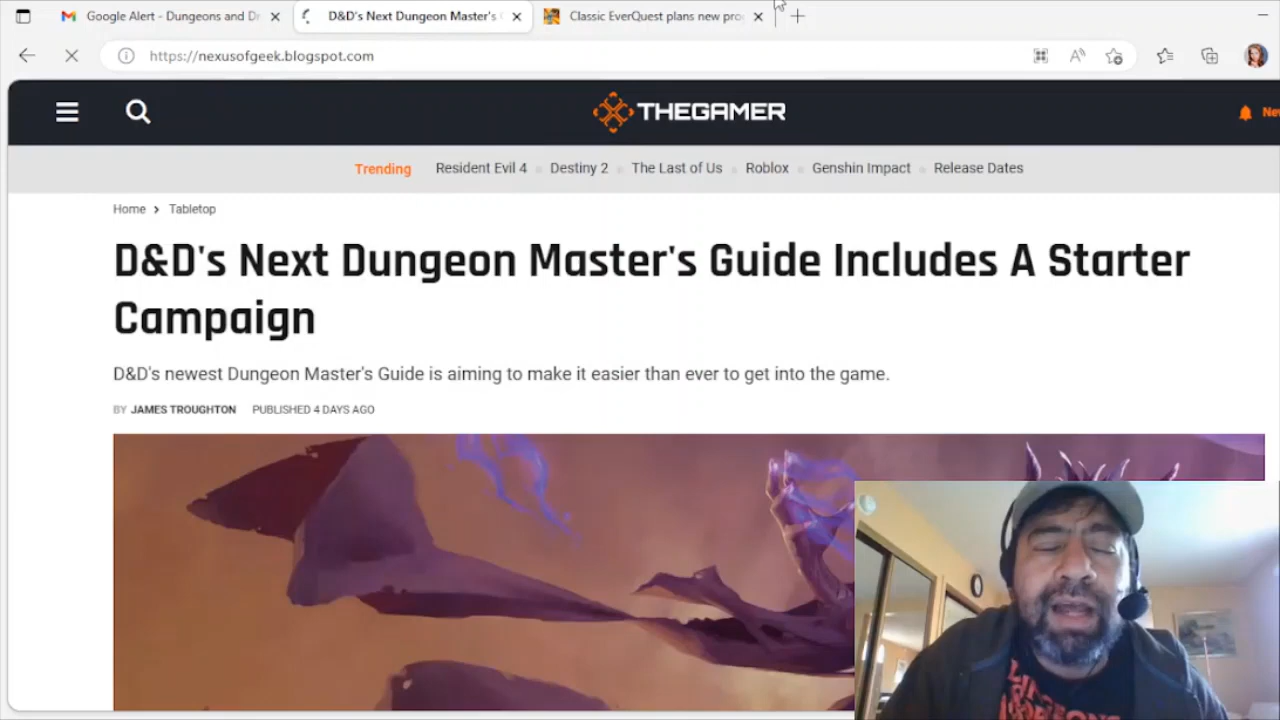 Google Alert - Dungeons and Dr
D&D's Next Dungeon Master's
Classic EverQuest plans new pro
https://nexusofgeek.blogspot.com
THEGAMER
Trending Resident Evil 4 Destiny 2 The Last of Us Roblox Genshin Impact Release Dates
Home > Tabletop
D&D's Next Dungeon Master's Guide Includes A Starter
Campaign
D&D's newest Dungeon Master's Guide is aiming to make it easier than ever to get into the game.
BY JAMES TROUGHTON PUBLISHED 4 DAYS AGO